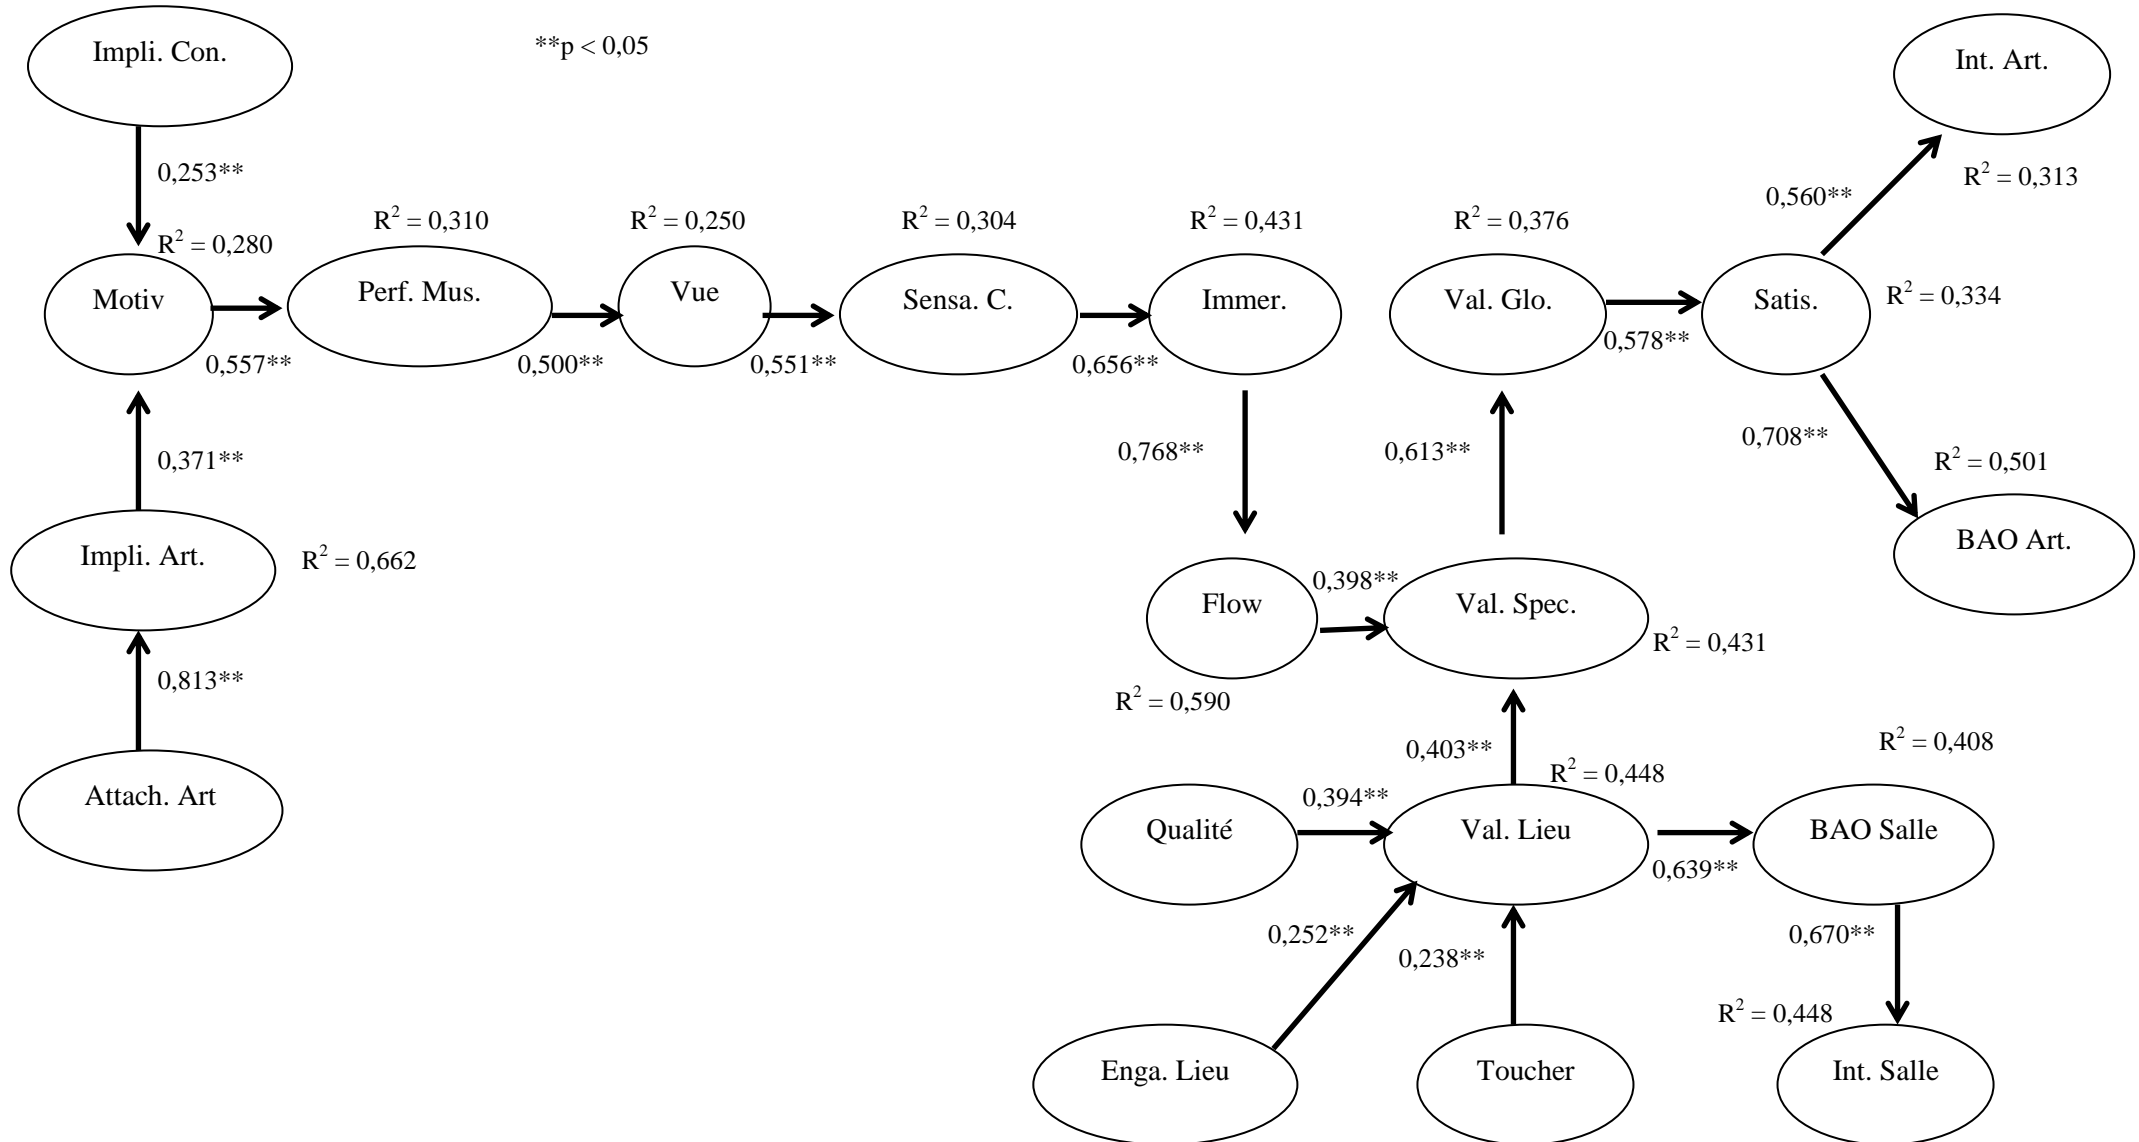 Impli. Con.
**p < 0,05
Int. Art.
0,253**
R² = 0,313
0,560**
R² = 0,280
R² = 0,310
R² = 0,250
R² = 0,304
R² = 0,431
R² = 0,376
Motiv
Perf. Mus.
Vue
Sensa. C.
Immer.
Val. Glo.
Satis.
R² = 0,334
0,557**
0,500**
0,551**
0,656**
0,578**
0,371**
0,768**
0,613**
0,708**
R² = 0,501
Impli. Art.
R² = 0,662
BAO Art.
Flow
0,398**
Val. Spec.
R² = 0,431
0,813**
R² = 0,590
0,403**
R² = 0,408
R² = 0,448
Attach. Art
Qualité
0,394**
Val. Lieu
BAO Salle
0,639**
0,252**
0,238**
0,670**
R² = 0,448
Enga. Lieu
Toucher
Int. Salle